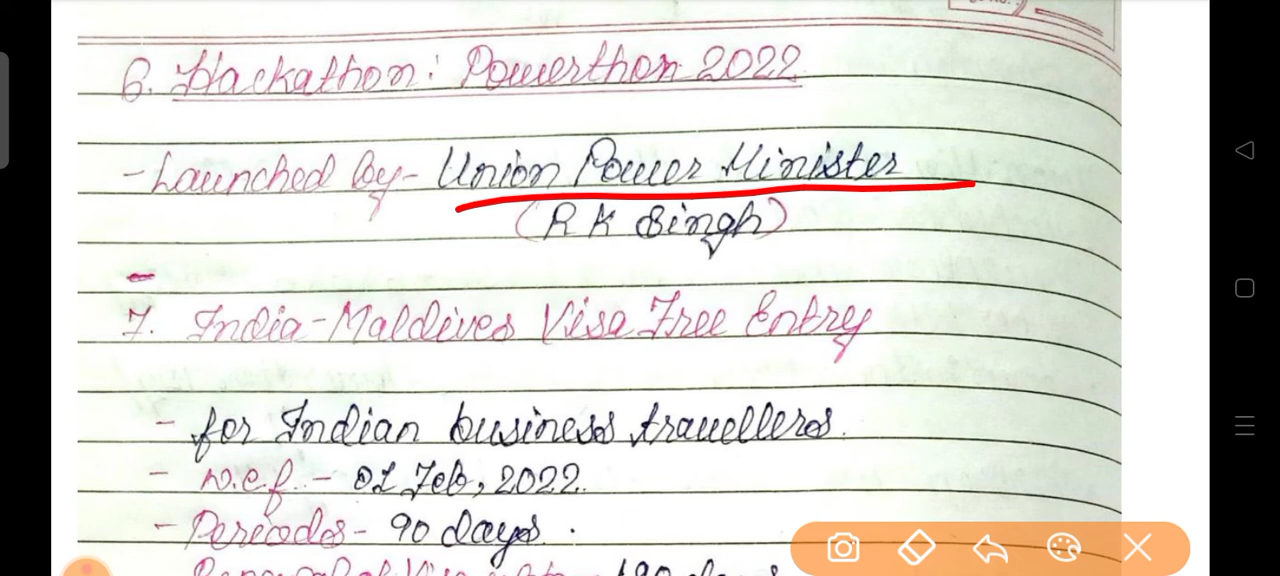 6. Hackathon: Powerthon 2022
- Launched by - Union Power Minister
(R K Singh)
-
7. India-Maldives Visa Free Entry
- for Indian business travellers.
- w.e.f. - 01 Feb, 2022.
- Periods - 90 days.